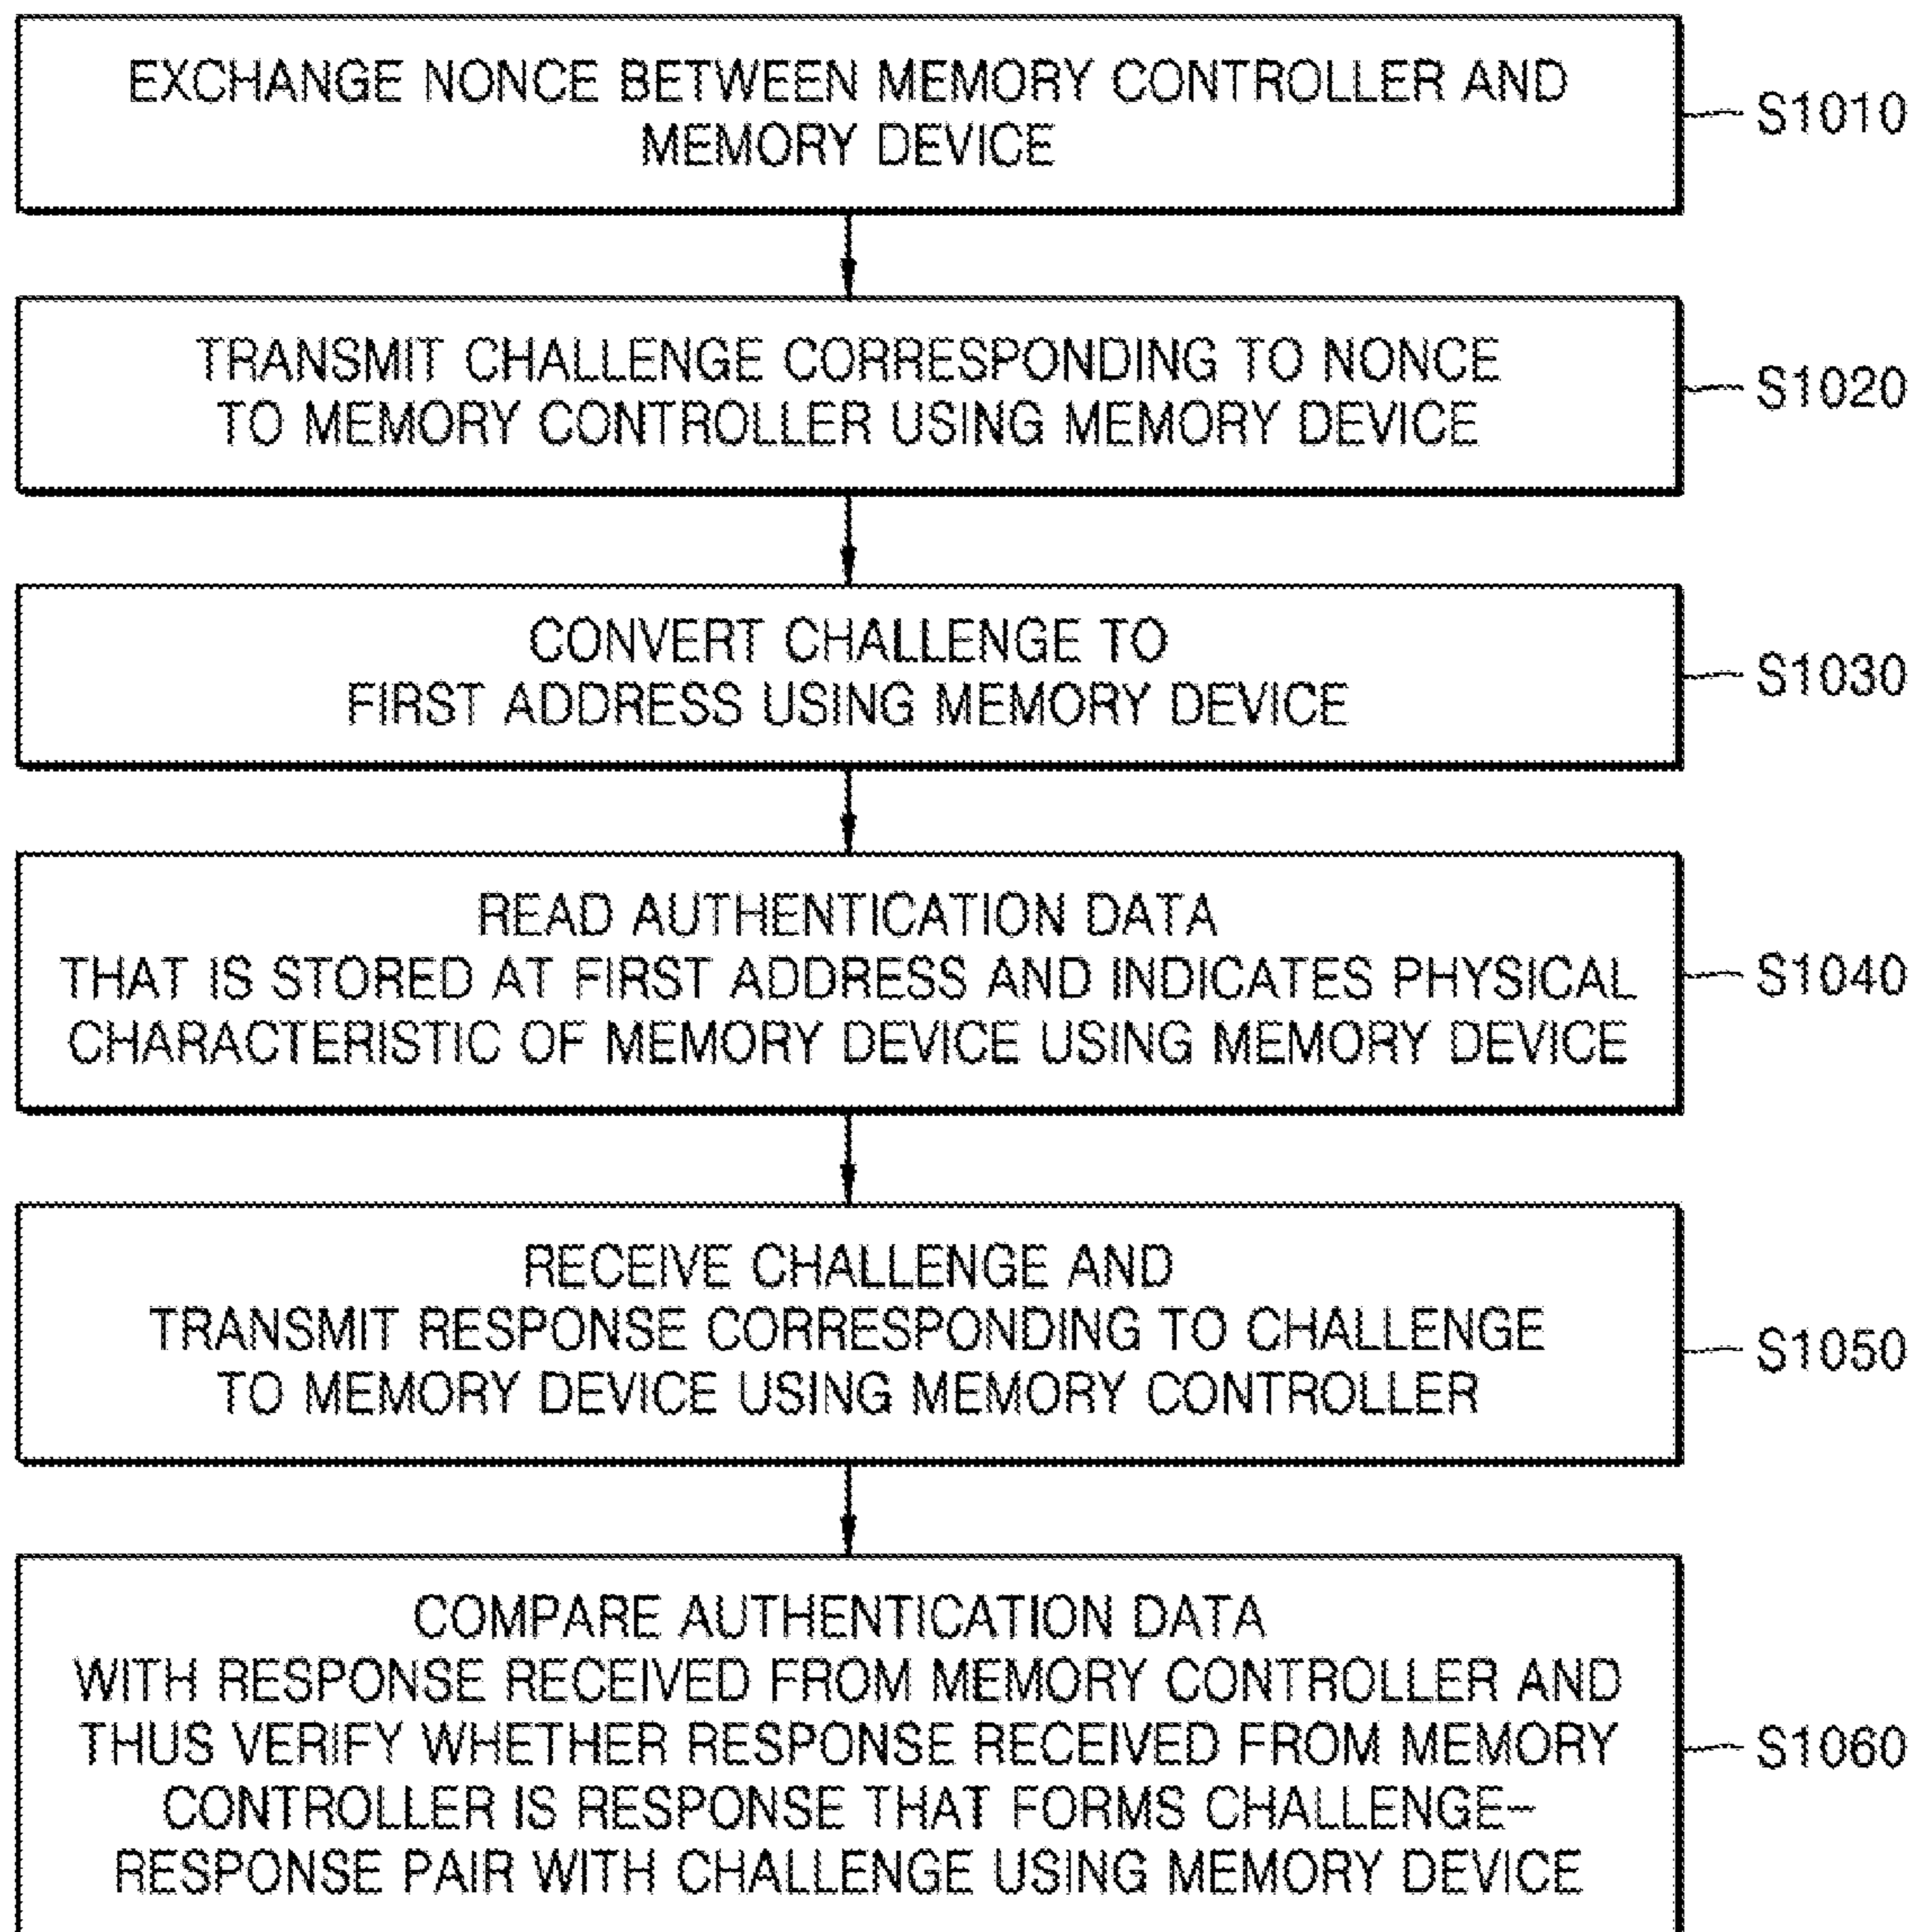 EXCHANGE NONCE BETWEEN MEMORY CONTROLLER AND
MEMORY DEVICE
S1010
TRANSMIT CHALLENGE CORRESPONDING TO NONCE
TO MEMORY CONTROLLER USING MEMORY DEVICE
S1020
CONVERT CHALLENGE TO
FIRST ADDRESS USING MEMORY DEVICE
S1030
READ AUTHENTICATION DATA
THAT IS STORED AT FIRST ADDRESS AND INDICATES PHYSICAL
CHARACTERISTIC OF MEMORY DEVICE USING MEMORY DEVICE
S1040
RECEIVE CHALLENGE AND
TRANSMIT RESPONSE CORRESPONDING TO CHALLENGE
TO MEMORY DEVICE USING MEMORY CONTROLLER
S1050
COMPARE AUTHENTICATION DATA
WITH RESPONSE RECEIVED FROM MEMORY CONTROLLER AND
THUS VERIFY WHETHER RESPONSE RECEIVED FROM MEMORY
CONTROLLER IS RESPONSE THAT FORMS CHALLENGE-
RESPONSE PAIR WITH CHALLENGE USING MEMORY DEVICE
S1060